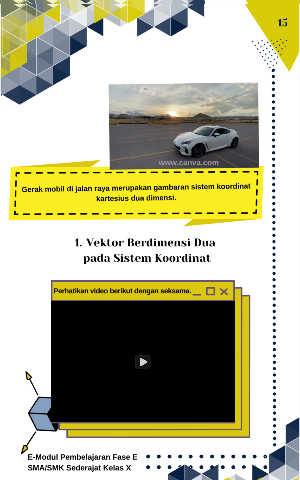 15
www.canva.com
Gerak mobil di jalan raya merupakan gambaran sistem koordinat
kartesius dua dimensi.
1. Vektor Berdimensi Dua
pada Sistem Koordinat
Perhatikan video berikut dengan seksama.
E-Modul Pembelajaran Fase E
SMA/SMK Sederajat Kelas X